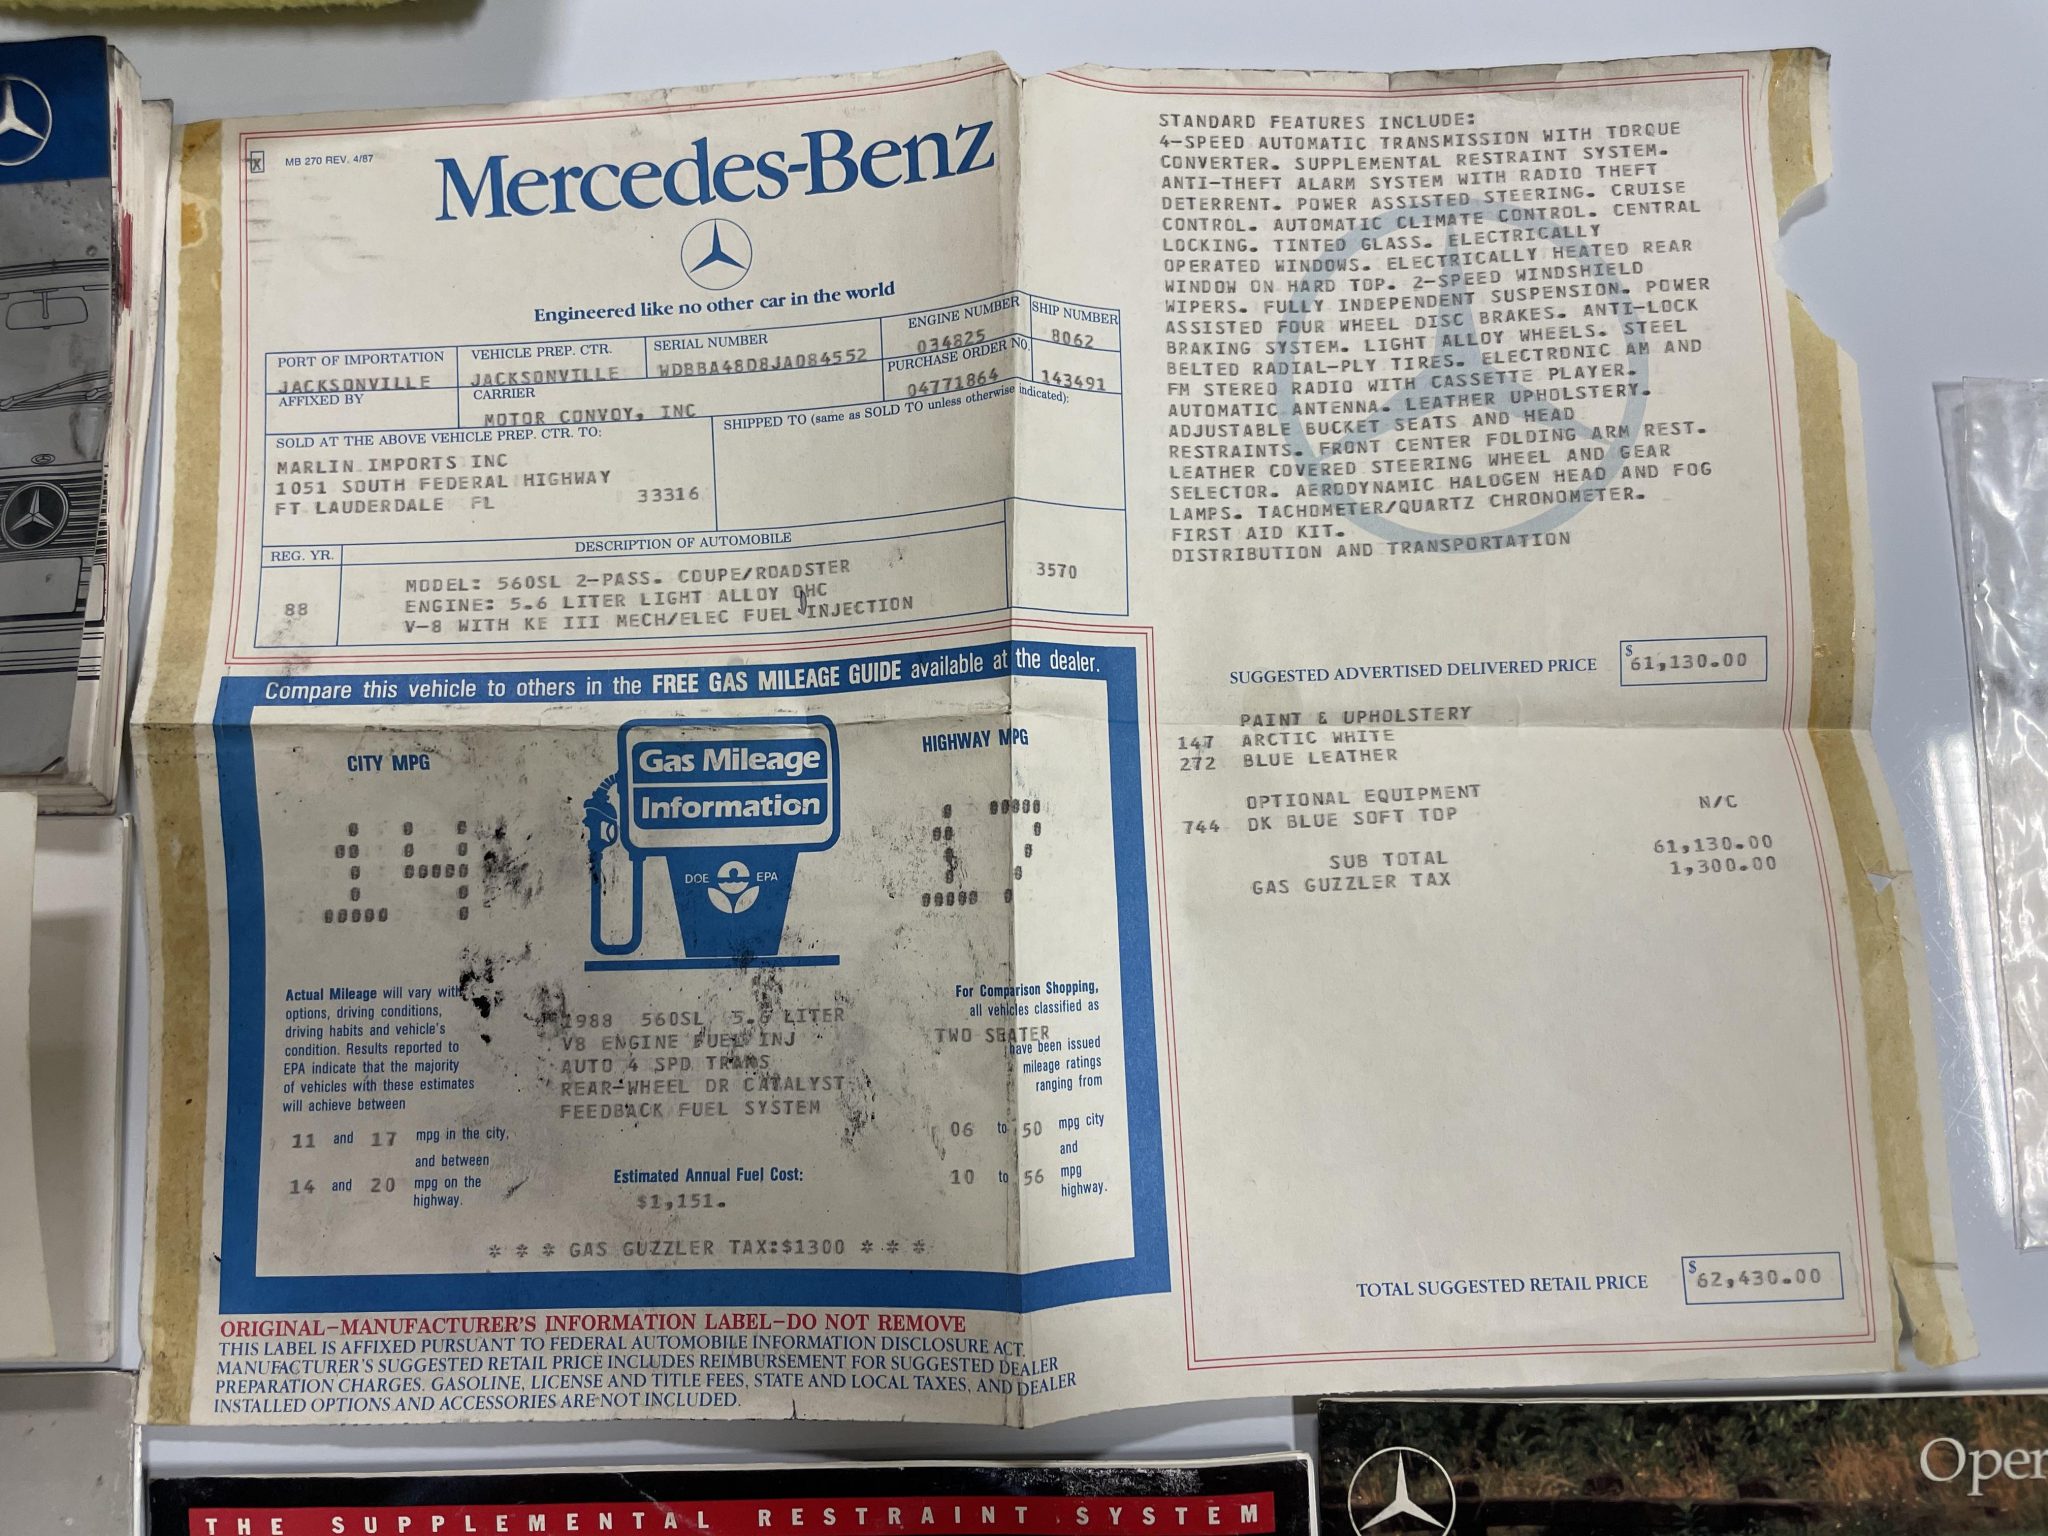 X
MB 270 REV. 4/87
Mercedes-Benz
Engineered like no other car in the world
PORT OF IMPORTATION
JACKSONVILLE
VEHICLE PREP. CTR.
JACKSONVILLE
SERIAL NUMBER
WDBBA48D8JA084552
ENGINE NUMBER
034825
SHIP NUMBER
8062
AFFIXED BY
CARRIER
MOTOR CONVOY, INC
PURCHASE ORDER NO.
04771864
143491
SOLD AT THE ABOVE VEHICLE PREP. CTR. TO:
MARLIN IMPORTS INC
1051 SOUTH FEDERAL HIGHWAY
FT LAUDERDALE FL 33316
SHIPPED TO (same as SOLD TO unless otherwise indicated):
REG. YR.
88
DESCRIPTION OF AUTOMOBILE
MODEL: 560SL 2-PASS. COUPE/ROADSTER
ENGINE: 5.6 LITER LIGHT ALLOY OHC
V-8 WITH KE III MECH/ELEC FUEL INJECTION
3570
Compare this vehicle to others in the FREE GAS MILEAGE GUIDE available at the dealer.
CITY MPG
14
Gas Mileage
Information
DOE EPA
HIGHWAY MPG
17
Actual Mileage will vary with
options, driving conditions,
driving habits and vehicle's
condition. Results reported to
EPA indicate that the majority
of vehicles with these estimates
will achieve between
11 and 17 mpg in the city,
and between
14 and 20 mpg on the
highway.
1988 560SL 5.6 LITER
V8 ENGINE FUEL INJ
AUTO 4 SPD TRANS
REAR-WHEEL DR CATALYST
FEEDBACK FUEL SYSTEM
Estimated Annual Fuel Cost:
$1,151.
For Comparison Shopping,
all vehicles classified as
TWO SEATER
have been issued
mileage ratings
ranging from
06 to 50 mpg city
and
10 to 56 mpg
highway.
* * * GAS GUZZLER TAX:$1300 * * *
ORIGINAL—MANUFACTURER'S INFORMATION LABEL—DO NOT REMOVE
THIS LABEL IS AFFIXED PURSUANT TO FEDERAL AUTOMOBILE INFORMATION DISCLOSURE ACT.
MANUFACTURER'S SUGGESTED RETAIL PRICE INCLUDES REIMBURSEMENT FOR SUGGESTED DEALER
PREPARATION CHARGES. GASOLINE, LICENSE AND TITLE FEES, STATE AND LOCAL TAXES, AND DEALER
INSTALLED OPTIONS AND ACCESSORIES ARE NOT INCLUDED.
STANDARD FEATURES INCLUDE:
4-SPEED AUTOMATIC TRANSMISSION WITH TORQUE
CONVERTER. SUPPLEMENTAL RESTRAINT SYSTEM.
ANTI-THEFT ALARM SYSTEM WITH RADIO THEFT
DETERRENT. POWER ASSISTED STEERING. CRUISE
CONTROL. AUTOMATIC CLIMATE CONTROL. CENTRAL
LOCKING. TINTED GLASS. ELECTRICALLY
OPERATED WINDOWS. ELECTRICALLY HEATED REAR
WINDOW ON HARD TOP. 2-SPEED WINDSHIELD
WIPERS. FULLY INDEPENDENT SUSPENSION. POWER
ASSISTED FOUR WHEEL DISC BRAKES. ANTI-LOCK
BRAKING SYSTEM. LIGHT ALLOY WHEELS. STEEL
BELTED RADIAL-PLY TIRES. ELECTRONIC AM AND
FM STEREO RADIO WITH CASSETTE PLAYER.
AUTOMATIC ANTENNA. LEATHER UPHOLSTERY.
ADJUSTABLE BUCKET SEATS AND HEAD
RESTRAINTS. FRONT CENTER FOLDING ARM REST.
LEATHER COVERED STEERING WHEEL AND GEAR
SELECTOR. AERODYNAMIC HALOGEN HEAD AND FOG
LAMPS. TACHOMETER/QUARTZ CHRONOMETER.
FIRST AID KIT.
DISTRIBUTION AND TRANSPORTATION
SUGGESTED ADVERTISED DELIVERED PRICE $61,130.00
PAINT & UPHOLSTERY
147 ARCTIC WHITE
272 BLUE LEATHER
OPTIONAL EQUIPMENT
744 DK BLUE SOFT TOP N/C
SUB TOTAL 61,130.00
GAS GUZZLER TAX 1,300.00
TOTAL SUGGESTED RETAIL PRICE $62,430.00
THE SUPPLEMENTAL RESTRAINT SYSTEM
Oper